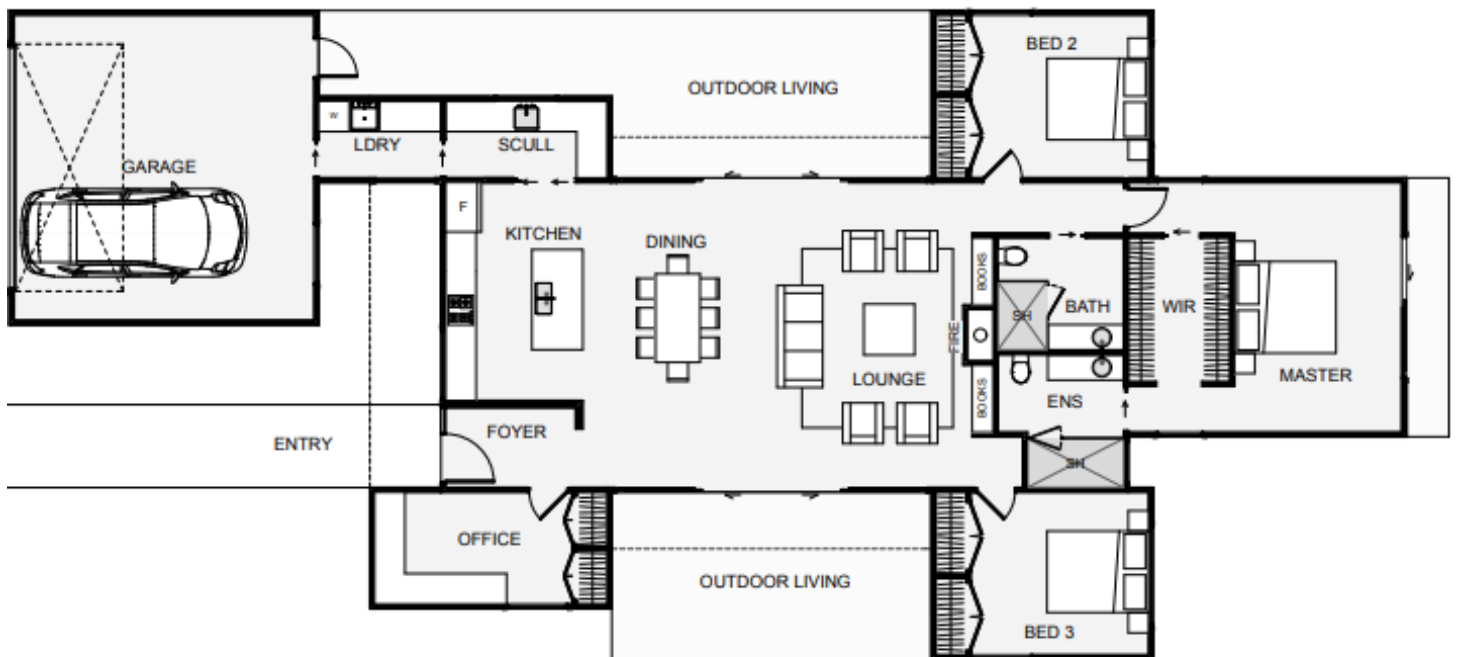 BED 2
OUTDOOR LIVING
W
LDRY
SCULL
GARAGE
F
KITCHEN
DINING
BOOKS
SH
BATH
WIR
FIRE
LOUNGE
MASTER
BOOKS
ENS
FOYER
ENTRY
SH
OFFICE
OUTDOOR LIVING
BED 3